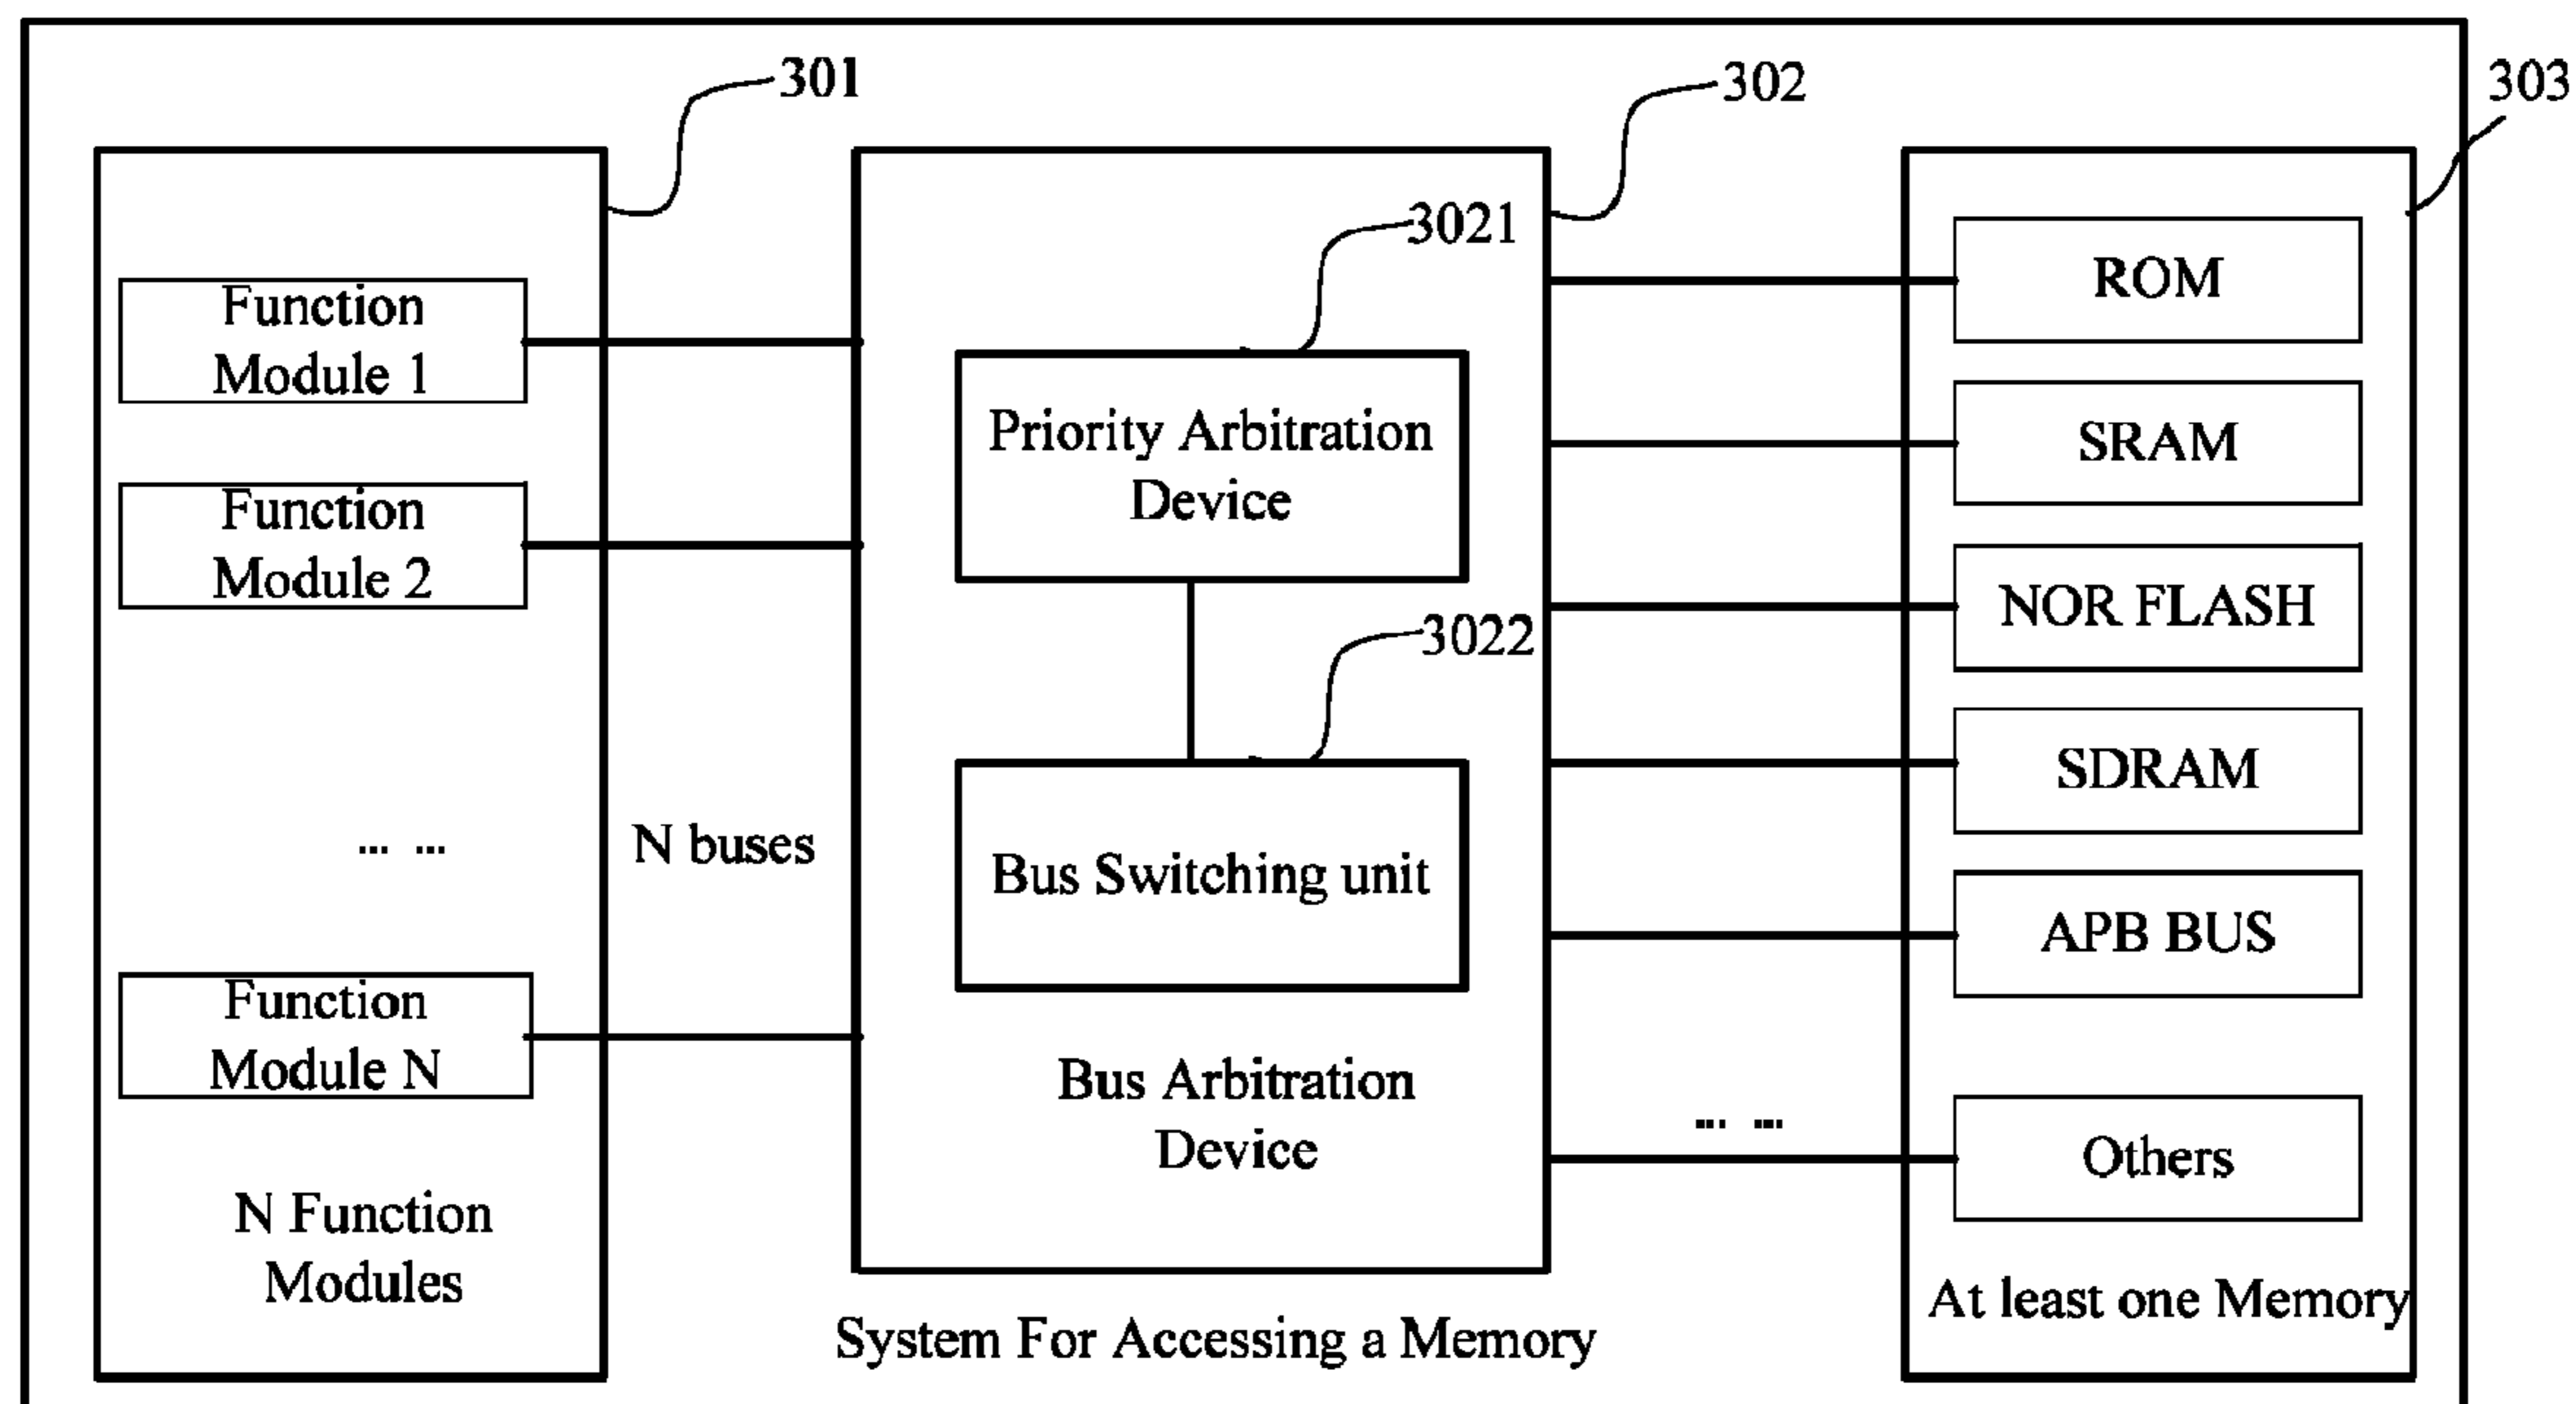 301
302
303
3021
3022
Function
Module 1
Function
Module 2
... ...
Function
Module N
N Function
Modules
N buses
Priority Arbitration
Device
Bus Switching unit
Bus Arbitration
Device
ROM
SRAM
NOR FLASH
SDRAM
APB BUS
... ...
Others
At least one Memory
System For Accessing a Memory